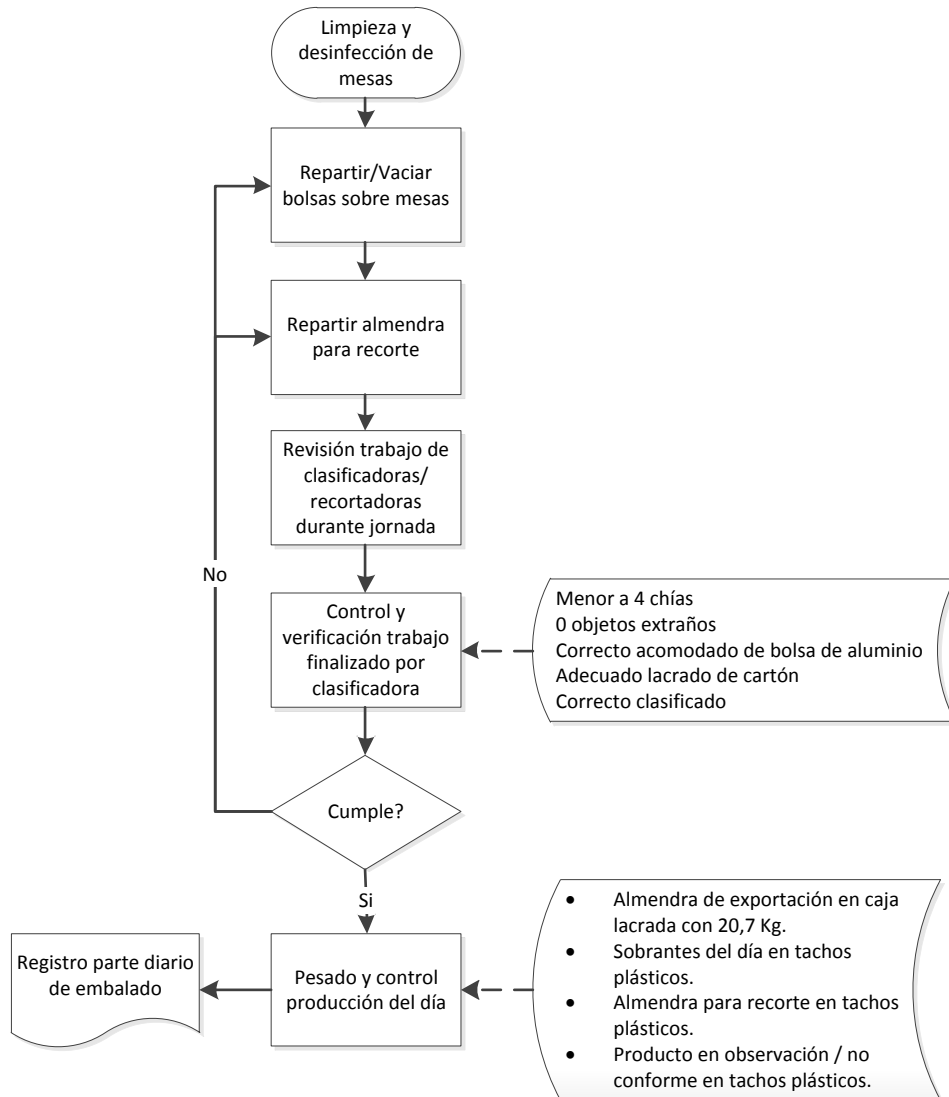 Limpieza y
desinfección de
mesas
Repartir/Vaciar
bolsas sobre mesas
Repartir almendra
para recorte
Revisión trabajo de
clasificadoras/
recortadoras
durante jornada
No
Control y
verificación trabajo
finalizado por
clasificadora
Menor a 4 chías
0 objetos extraños
Correcto acomodado de bolsa de aluminio
Adecuado lacrado de cartón
Correcto clasificado
Cumple?
Si
Registro parte diario
de embalado
Pesado y control
producción del día
• Almendra de exportación en caja
lacrada con 20,7 Kg.
• Sobrantes del día en tachos
plásticos.
• Almendra para recorte en tachos
plásticos.
• Producto en observación / no
conforme en tachos plásticos.